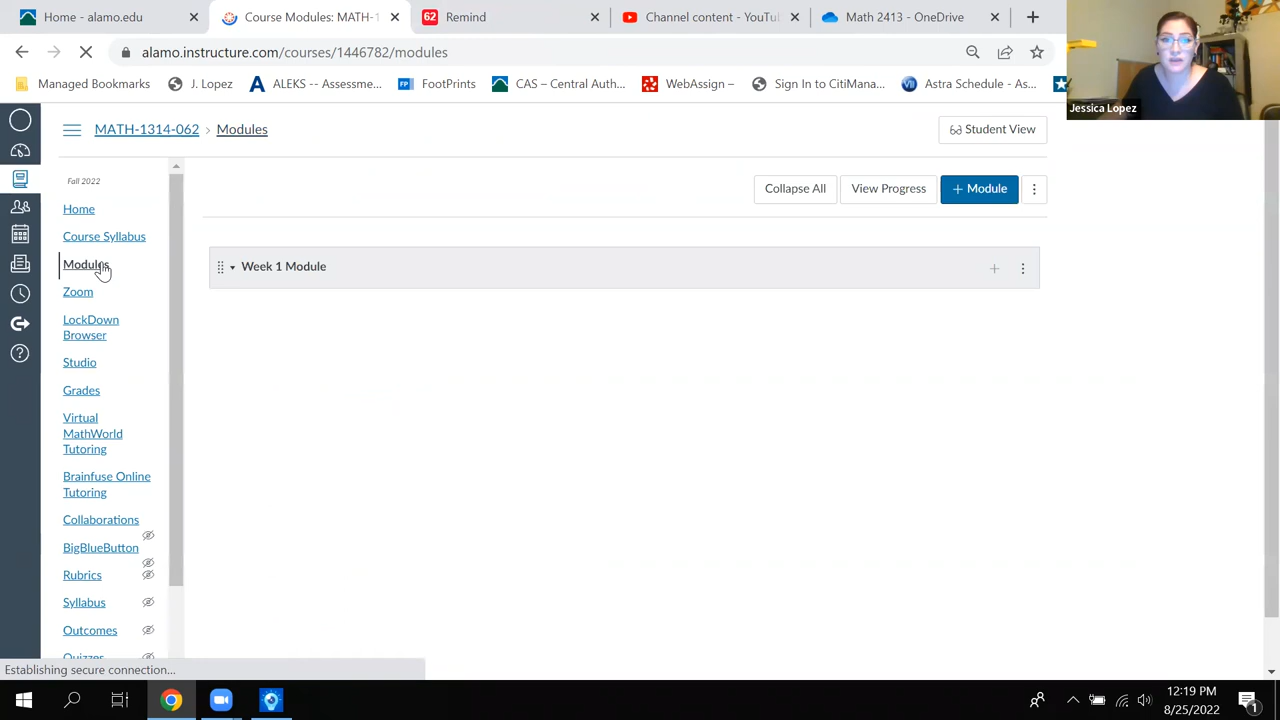 Home - alamo.edu
Course Modules: MATH-1
62
Remind
Channel content - YouTu
Math 2413 - OneDrive
alamo.instructure.com/courses/1446782/modules
Managed Bookmarks
J. Lopez
ALEKS -- Assessme...
FP
FootPrints
CAS – Central Auth...
WebAssign –
Sign In to CitiMana...
Astra Schedule - As...
Jessica Lopez
MATH-1314-062 › Modules
Student View
Fall 2022
Collapse All
View Progress
+ Module
Home
Course Syllabus
Modules
Week 1 Module
Zoom
LockDown
Browser
Studio
Grades
Virtual
MathWorld
Tutoring
Brainfuse Online
Tutoring
Collaborations
BigBlueButton
Rubrics
Syllabus
Outcomes
Quizzes
Establishing secure connection...
12:19 PM
8/25/2022
1